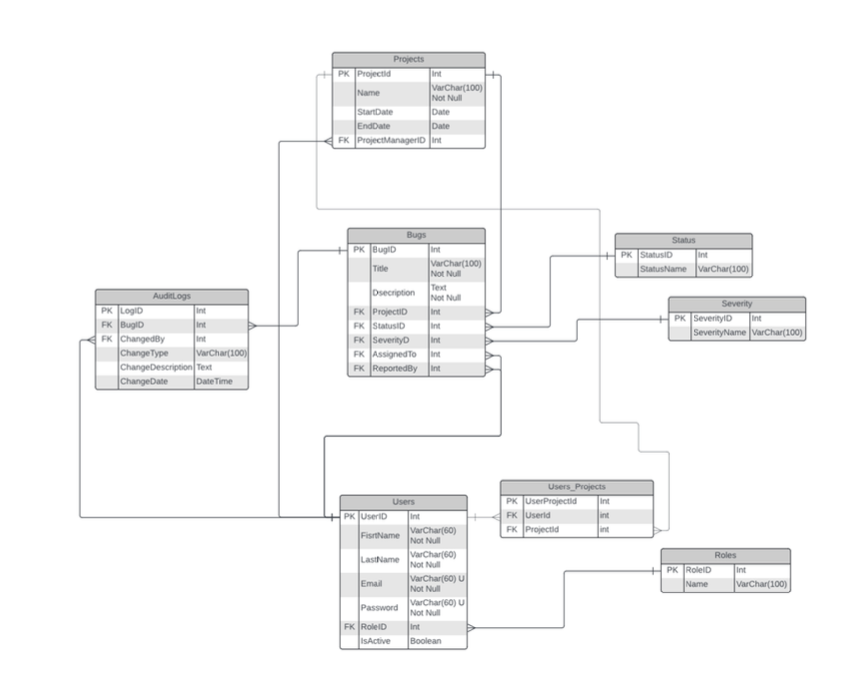 Projects
PK ProjectId Int
Name VarChar(100)
Not Null
StartDate Date
EndDate Date
FK ProjectManagerID Int
Bugs
PK BugID Int
Title VarChar(100)
Not Null
Dsecription Text
Not Null
FK ProjectID Int
FK StatusID Int
FK SeverityD Int
FK AssignedTo Int
FK ReportedBy Int
Status
PK StatusID Int
StatusName VarChar(100)
Severity
PK SeverityID Int
SeverityName VarChar(100)
AuditLogs
PK LogID Int
FK BugID Int
FK ChangedBy Int
ChangeType VarChar(100)
ChangeDescription Text
ChangeDate DateTime
Users
PK UserID Int
FisrtName VarChar(60)
Not Null
LastName VarChar(60)
Not Null
Email VarChar(60) U
Not Null
Password VarChar(60) U
Not Null
FK RoleID Int
IsActive Boolean
Users_Projects
PK UserProjectId Int
FK UserId int
FK ProjectId int
Roles
PK RoleID Int
Name VarChar(100)